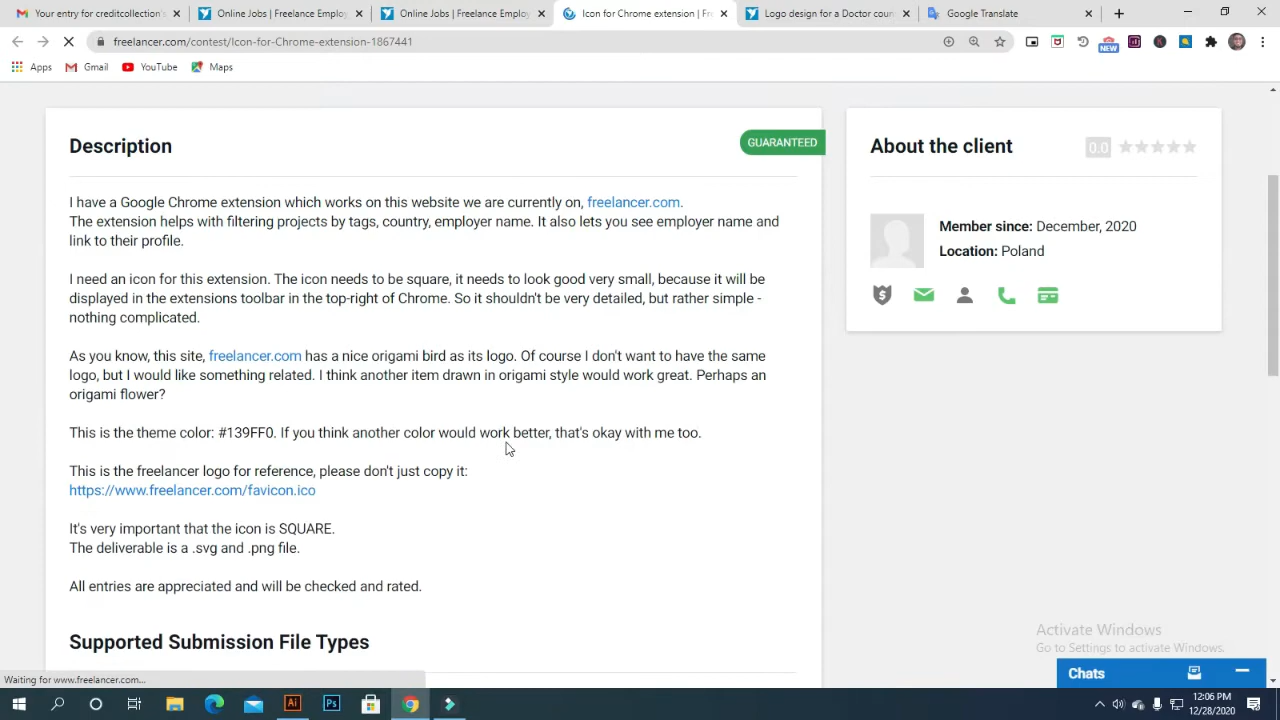 Your entry for creditcollection's
Online Jobs | Freelance Employ
Online Jobs | Freelance Employ
Icon for Chrome extension | Fre
Logo design for a Doctor count
Google Translate
freelancer.com/contest/Icon-for-Chrome-extension-1867441
NEW
Apps
Gmail
YouTube
Maps
Description
GUARANTEED
I have a Google Chrome extension which works on this website we are currently on, freelancer.com.
The extension helps with filtering projects by tags, country, employer name. It also lets you see employer name and
link to their profile.
I need an icon for this extension. The icon needs to be square, it needs to look good very small, because it will be
displayed in the extensions toolbar in the top-right of Chrome. So it shouldn't be very detailed, but rather simple -
nothing complicated.
As you know, this site, freelancer.com has a nice origami bird as its logo. Of course I don't want to have the same
logo, but I would like something related. I think another item drawn in origami style would work great. Perhaps an
origami flower?
This is the theme color: #139FF0. If you think another color would work better, that's okay with me too.
This is the freelancer logo for reference, please don't just copy it:
https://www.freelancer.com/favicon.ico
It's very important that the icon is SQUARE.
The deliverable is a .svg and .png file.
All entries are appreciated and will be checked and rated.
Supported Submission File Types
About the client
0.0
Member since: December, 2020
Location: Poland
Activate Windows
Go to Settings to activate Windows.
Chats
Waiting for www.freelancer.com...
Ai
Ps
12:06 PM
12/28/2020